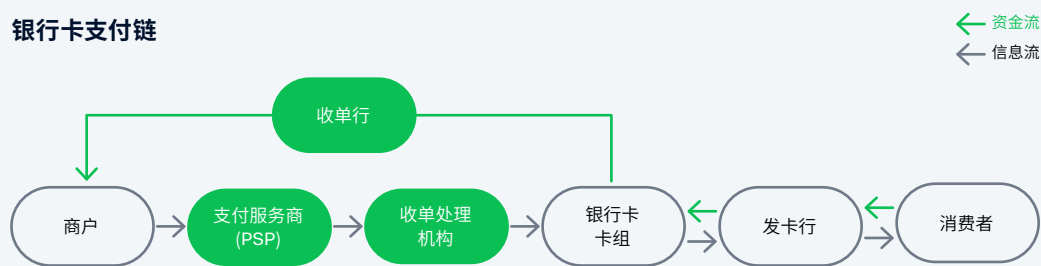 银行卡支付链
资金流
信息流
收单行
商户
支付服务商
(PSP)
收单处理
机构
银行卡
卡组
发卡行
消费者